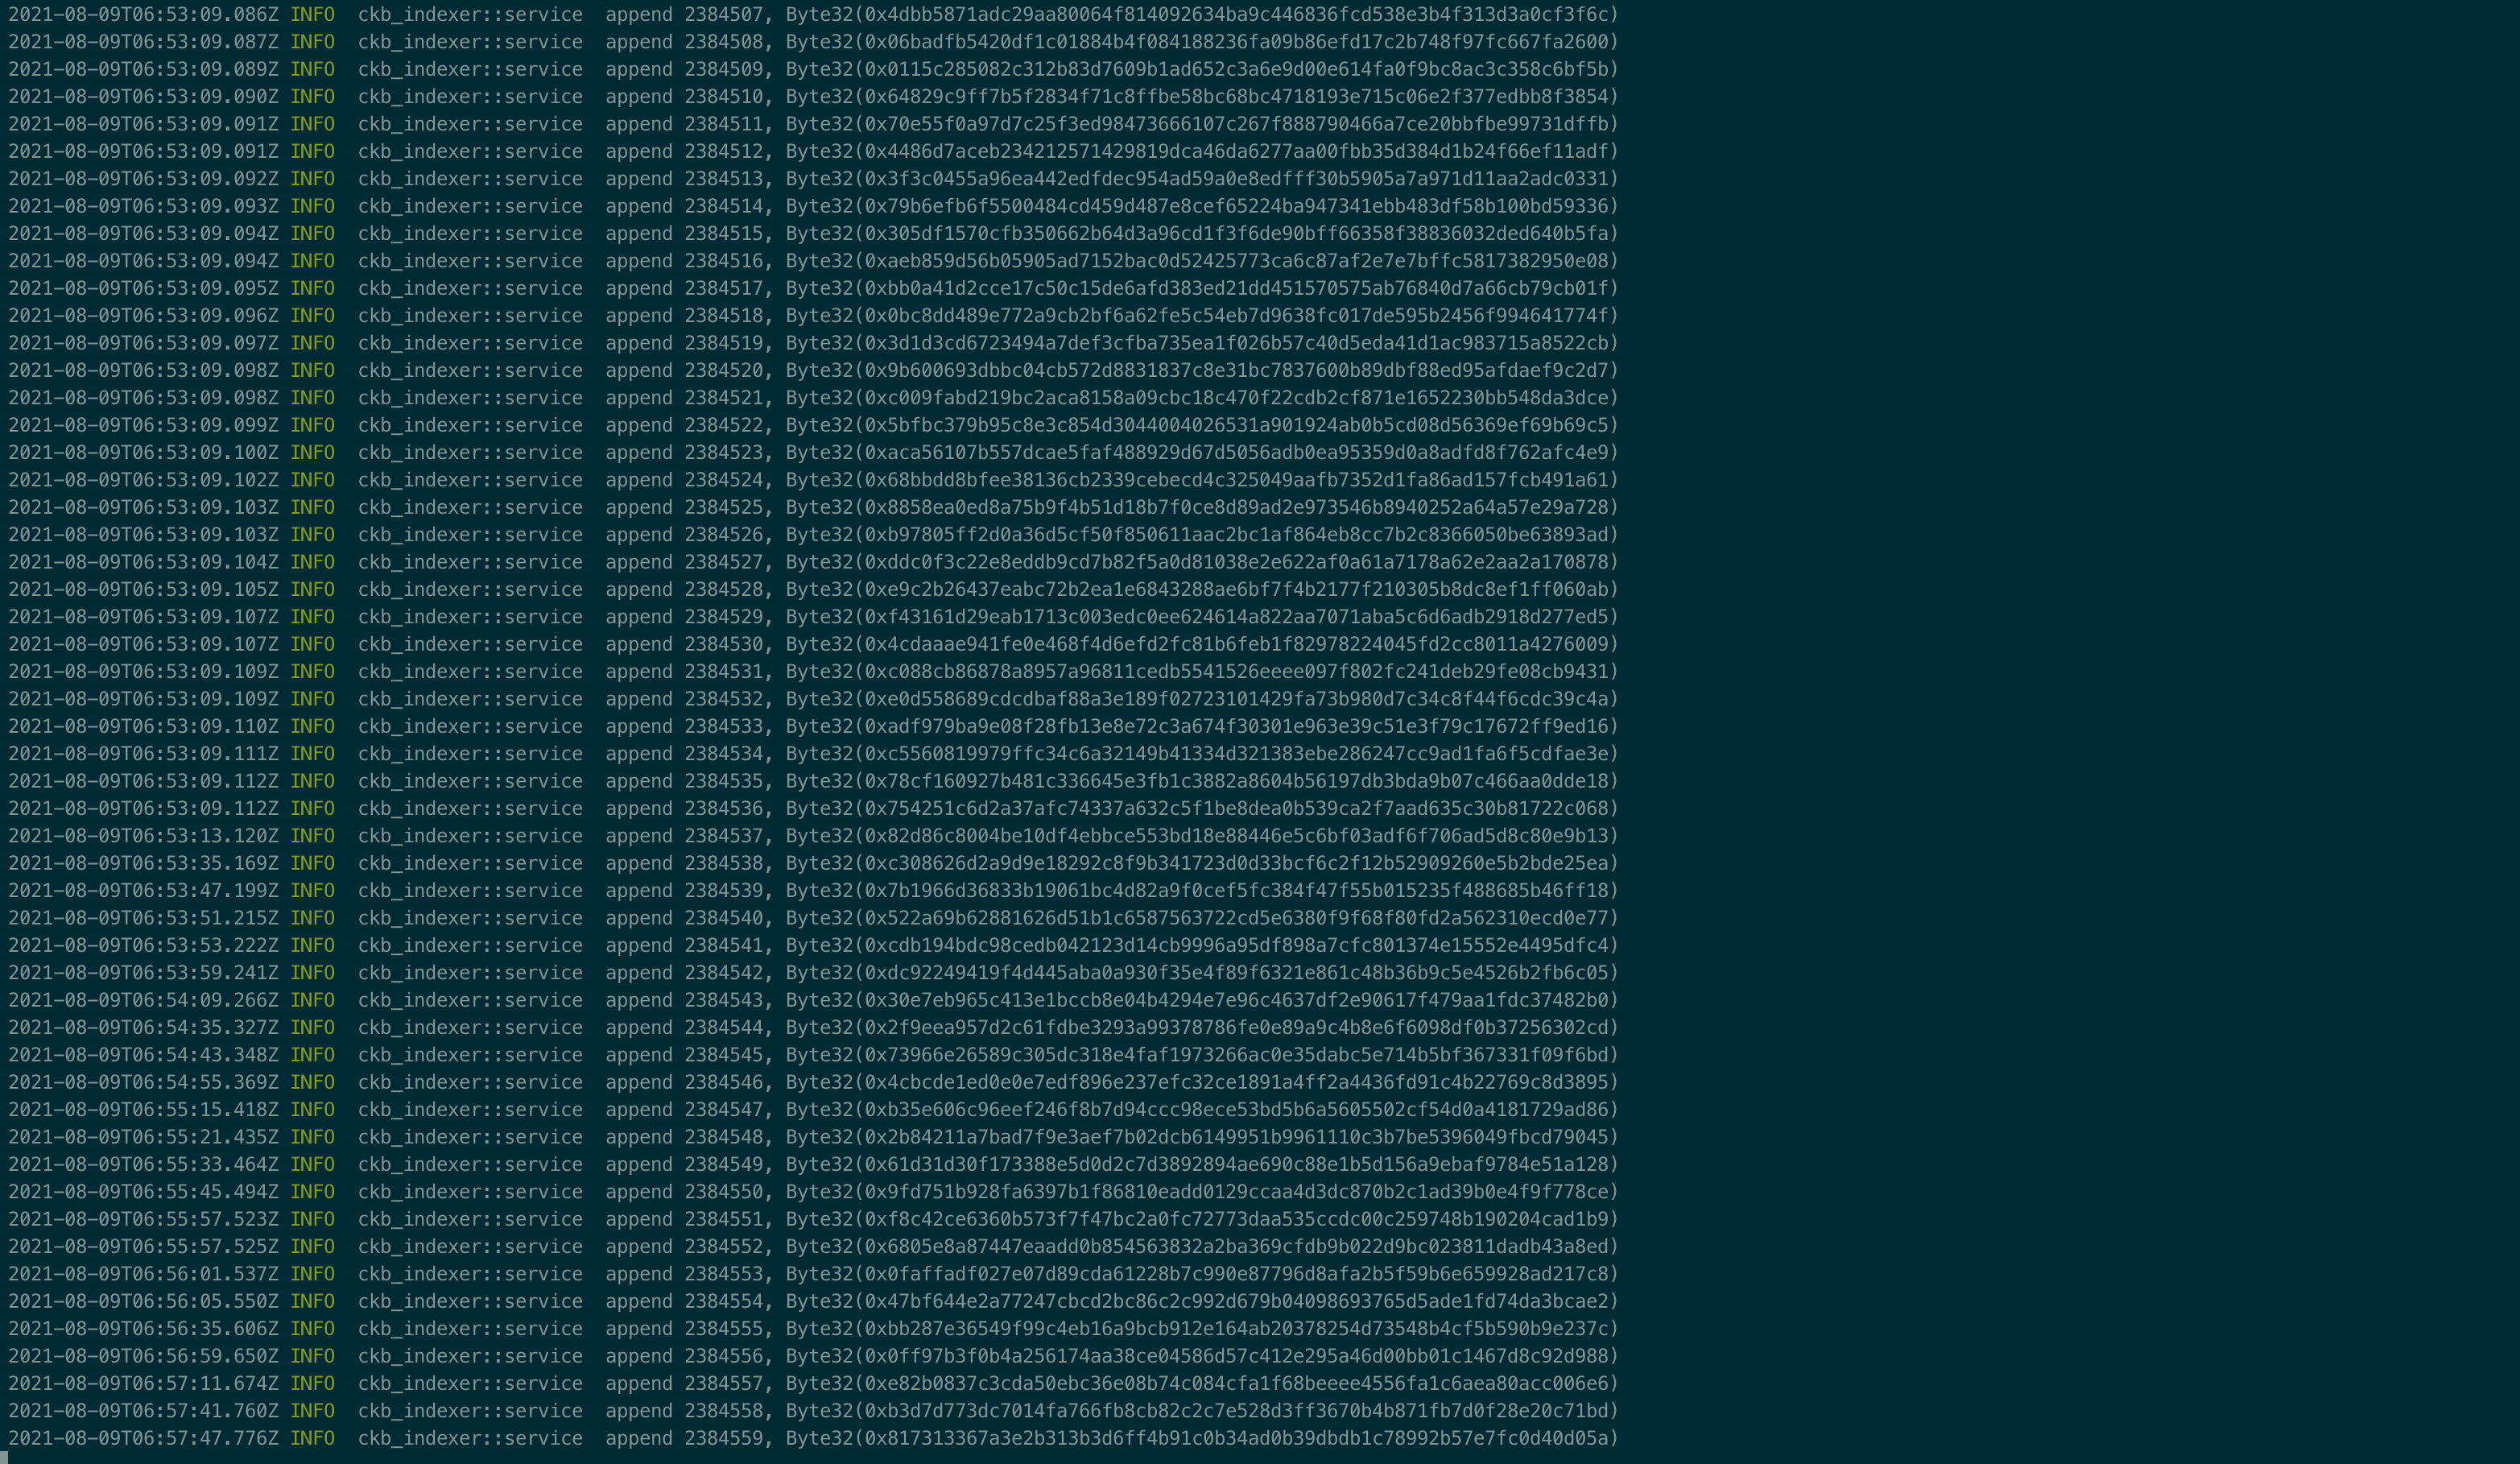 2021-08-09T06:53:09.086Z INFO  ckb_indexer::service  append 2384507, Byte32(0x4dbb5871adc29aa80064f814092634ba9c446836fcd538e3b4f313d3a0cf3f6c)
2021-08-09T06:53:09.087Z INFO  ckb_indexer::service  append 2384508, Byte32(0x06badfb5420df1c01884b4f084188236fa09b86efd17c2b748f97fc667fa2600)
2021-08-09T06:53:09.089Z INFO  ckb_indexer::service  append 2384509, Byte32(0x0115c285082c312b83d7609b1ad652c3a6e9d00e614fa0f9bc8ac3c358c6bf5b)
2021-08-09T06:53:09.090Z INFO  ckb_indexer::service  append 2384510, Byte32(0x64829c9ff7b5f2834f71c8ffbe58bc68bc4718193e715c06e2f377edbb8f3854)
2021-08-09T06:53:09.091Z INFO  ckb_indexer::service  append 2384511, Byte32(0x70e55f0a97d7c25f3ed98473666107c267f888790466a7ce20bbfbe99731dffb)
2021-08-09T06:53:09.091Z INFO  ckb_indexer::service  append 2384512, Byte32(0x4486d7aceb234212571429819dca46da6277aa00fbb35d384d1b24f66ef11adf)
2021-08-09T06:53:09.092Z INFO  ckb_indexer::service  append 2384513, Byte32(0x3f3c0455a96ea442edfdec954ad59a0e8edfff30b5905a7a971d11aa2adc0331)
2021-08-09T06:53:09.093Z INFO  ckb_indexer::service  append 2384514, Byte32(0x79b6efb6f5500484cd459d487e8cef65224ba947341ebb483df58b100bd59336)
2021-08-09T06:53:09.094Z INFO  ckb_indexer::service  append 2384515, Byte32(0x305df1570cfb350662b64d3a96cd1f3f6de90bff66358f38836032ded640b5fa)
2021-08-09T06:53:09.094Z INFO  ckb_indexer::service  append 2384516, Byte32(0xaeb859d56b05905ad7152bac0d52425773ca6c87af2e7e7bffc5817382950e08)
2021-08-09T06:53:09.095Z INFO  ckb_indexer::service  append 2384517, Byte32(0xbb0a41d2cce17c50c15de6afd383ed21dd451570575ab76840d7a66cb79cb01f)
2021-08-09T06:53:09.096Z INFO  ckb_indexer::service  append 2384518, Byte32(0x0bc8dd489e772a9cb2bf6a62fe5c54eb7d9638fc017de595b2456f994641774f)
2021-08-09T06:53:09.097Z INFO  ckb_indexer::service  append 2384519, Byte32(0x3d1d3cd6723494a7def3cfba735ea1f026b57c40d5eda41d1ac983715a8522cb)
2021-08-09T06:53:09.098Z INFO  ckb_indexer::service  append 2384520, Byte32(0x9b600693dbbc04cb572d8831837c8e31bc7837600b89dbf88ed95afdaef9c2d7)
2021-08-09T06:53:09.098Z INFO  ckb_indexer::service  append 2384521, Byte32(0xc009fabd219bc2aca8158a09cbc18c470f22cdb2cf871e1652230bb548da3dce)
2021-08-09T06:53:09.099Z INFO  ckb_indexer::service  append 2384522, Byte32(0x5bfbc379b95c8e3c854d3044004026531a901924ab0b5cd08d56369ef69b69c5)
2021-08-09T06:53:09.100Z INFO  ckb_indexer::service  append 2384523, Byte32(0xaca56107b557dcae5faf488929d67d5056adb0ea95359d0a8adfd8f762afc4e9)
2021-08-09T06:53:09.102Z INFO  ckb_indexer::service  append 2384524, Byte32(0x68bbdd8bfee38136cb2339cebecd4c325049aafb7352d1fa86ad157fcb491a61)
2021-08-09T06:53:09.103Z INFO  ckb_indexer::service  append 2384525, Byte32(0x8858ea0ed8a75b9f4b51d18b7f0ce8d89ad2e973546b8940252a64a57e29a728)
2021-08-09T06:53:09.103Z INFO  ckb_indexer::service  append 2384526, Byte32(0xb97805ff2d0a36d5cf50f850611aac2bc1af864eb8cc7b2c8366050be63893ad)
2021-08-09T06:53:09.104Z INFO  ckb_indexer::service  append 2384527, Byte32(0xddc0f3c22e8eddb9cd7b82f5a0d81038e2e622af0a61a7178a62e2aa2a170878)
2021-08-09T06:53:09.105Z INFO  ckb_indexer::service  append 2384528, Byte32(0xe9c2b26437eabc72b2ea1e6843288ae6bf7f4b2177f210305b8dc8ef1ff060ab)
2021-08-09T06:53:09.107Z INFO  ckb_indexer::service  append 2384529, Byte32(0xf43161d29eab1713c003edc0ee624614a822aa7071aba5c6d6adb2918d277ed5)
2021-08-09T06:53:09.107Z INFO  ckb_indexer::service  append 2384530, Byte32(0x4cdaaae941fe0e468f4d6efd2fc81b6feb1f82978224045fd2cc8011a4276009)
2021-08-09T06:53:09.109Z INFO  ckb_indexer::service  append 2384531, Byte32(0xc088cb86878a8957a96811cedb5541526eeee097f802fc241deb29fe08cb9431)
2021-08-09T06:53:09.109Z INFO  ckb_indexer::service  append 2384532, Byte32(0xe0d558689cdcdbaf88a3e189f02723101429fa73b980d7c34c8f44f6cdc39c4a)
2021-08-09T06:53:09.110Z INFO  ckb_indexer::service  append 2384533, Byte32(0xadf979ba9e08f28fb13e8e72c3a674f30301e963e39c51e3f79c17672ff9ed16)
2021-08-09T06:53:09.111Z INFO  ckb_indexer::service  append 2384534, Byte32(0xc5560819979ffc34c6a32149b41334d321383ebe286247cc9ad1fa6f5cdfae3e)
2021-08-09T06:53:09.112Z INFO  ckb_indexer::service  append 2384535, Byte32(0x78cf160927b481c336645e3fb1c3882a8604b56197db3bda9b07c466aa0dde18)
2021-08-09T06:53:09.112Z INFO  ckb_indexer::service  append 2384536, Byte32(0x754251c6d2a37afc74337a632c5f1be8dea0b539ca2f7aad635c30b81722c068)
2021-08-09T06:53:13.120Z INFO  ckb_indexer::service  append 2384537, Byte32(0x82d86c8004be10df4ebbce553bd18e88446e5c6bf03adf6f706ad5d8c80e9b13)
2021-08-09T06:53:35.169Z INFO  ckb_indexer::service  append 2384538, Byte32(0xc308626d2a9d9e18292c8f9b341723d0d33bcf6c2f12b52909260e5b2bde25ea)
2021-08-09T06:53:47.199Z INFO  ckb_indexer::service  append 2384539, Byte32(0x7b1966d36833b19061bc4d82a9f0cef5fc384f47f55b015235f488685b46ff18)
2021-08-09T06:53:51.215Z INFO  ckb_indexer::service  append 2384540, Byte32(0x522a69b62881626d51b1c6587563722cd5e6380f9f68f80fd2a562310ecd0e77)
2021-08-09T06:53:53.222Z INFO  ckb_indexer::service  append 2384541, Byte32(0xcdb194bdc98cedb042123d14cb9996a95df898a7cfc801374e15552e4495dfc4)
2021-08-09T06:53:59.241Z INFO  ckb_indexer::service  append 2384542, Byte32(0xdc92249419f4d445aba0a930f35e4f89f6321e861c48b36b9c5e4526b2fb6c05)
2021-08-09T06:54:09.266Z INFO  ckb_indexer::service  append 2384543, Byte32(0x30e7eb965c413e1bccb8e04b4294e7e96c4637df2e90617f479aa1fdc37482b0)
2021-08-09T06:54:35.327Z INFO  ckb_indexer::service  append 2384544, Byte32(0x2f9eea957d2c61fdbe3293a99378786fe0e89a9c4b8e6f6098df0b37256302cd)
2021-08-09T06:54:43.348Z INFO  ckb_indexer::service  append 2384545, Byte32(0x73966e26589c305dc318e4faf1973266ac0e35dabc5e714b5bf367331f09f6bd)
2021-08-09T06:54:55.369Z INFO  ckb_indexer::service  append 2384546, Byte32(0x4cbcde1ed0e0e7edf896e237efc32ce1891a4ff2a4436fd91c4b22769c8d3895)
2021-08-09T06:55:15.418Z INFO  ckb_indexer::service  append 2384547, Byte32(0xb35e606c96eef246f8b7d94ccc98ece53bd5b6a5605502cf54d0a4181729ad86)
2021-08-09T06:55:21.435Z INFO  ckb_indexer::service  append 2384548, Byte32(0x2b84211a7bad7f9e3aef7b02dcb6149951b9961110c3b7be5396049fbcd79045)
2021-08-09T06:55:33.464Z INFO  ckb_indexer::service  append 2384549, Byte32(0x61d31d30f173388e5d0d2c7d3892894ae690c88e1b5d156a9ebaf9784e51a128)
2021-08-09T06:55:45.494Z INFO  ckb_indexer::service  append 2384550, Byte32(0x9fd751b928fa6397b1f86810eadd0129ccaa4d3dc870b2c1ad39b0e4f9f778ce)
2021-08-09T06:55:57.523Z INFO  ckb_indexer::service  append 2384551, Byte32(0xf8c42ce6360b573f7f47bc2a0fc72773daa535ccdc00c259748b190204cad1b9)
2021-08-09T06:55:57.525Z INFO  ckb_indexer::service  append 2384552, Byte32(0x6805e8a87447eaadd0b854563832a2ba369cfdb9b022d9bc023811dadb43a8ed)
2021-08-09T06:56:01.537Z INFO  ckb_indexer::service  append 2384553, Byte32(0x0faffadf027e07d89cda61228b7c990e87796d8afa2b5f59b6e659928ad217c8)
2021-08-09T06:56:05.550Z INFO  ckb_indexer::service  append 2384554, Byte32(0x47bf644e2a77247cbcd2bc86c2c992d679b04098693765d5ade1fd74da3bcae2)
2021-08-09T06:56:35.606Z INFO  ckb_indexer::service  append 2384555, Byte32(0xbb287e36549f99c4eb16a9bcb912e164ab20378254d73548b4cf5b590b9e237c)
2021-08-09T06:56:59.650Z INFO  ckb_indexer::service  append 2384556, Byte32(0x0ff97b3f0b4a256174aa38ce04586d57c412e295a46d00bb01c1467d8c92d988)
2021-08-09T06:57:11.674Z INFO  ckb_indexer::service  append 2384557, Byte32(0xe82b0837c3cda50ebc36e08b74c084cfa1f68beeee4556fa1c6aea80acc006e6)
2021-08-09T06:57:41.760Z INFO  ckb_indexer::service  append 2384558, Byte32(0xb3d7d773dc7014fa766fb8cb82c2c7e528d3ff3670b4b871fb7d0f28e20c71bd)
2021-08-09T06:57:47.776Z INFO  ckb_indexer::service  append 2384559, Byte32(0x817313367a3e2b313b3d6ff4b91c0b34ad0b39dbdb1c78992b57e7fc0d40d05a)